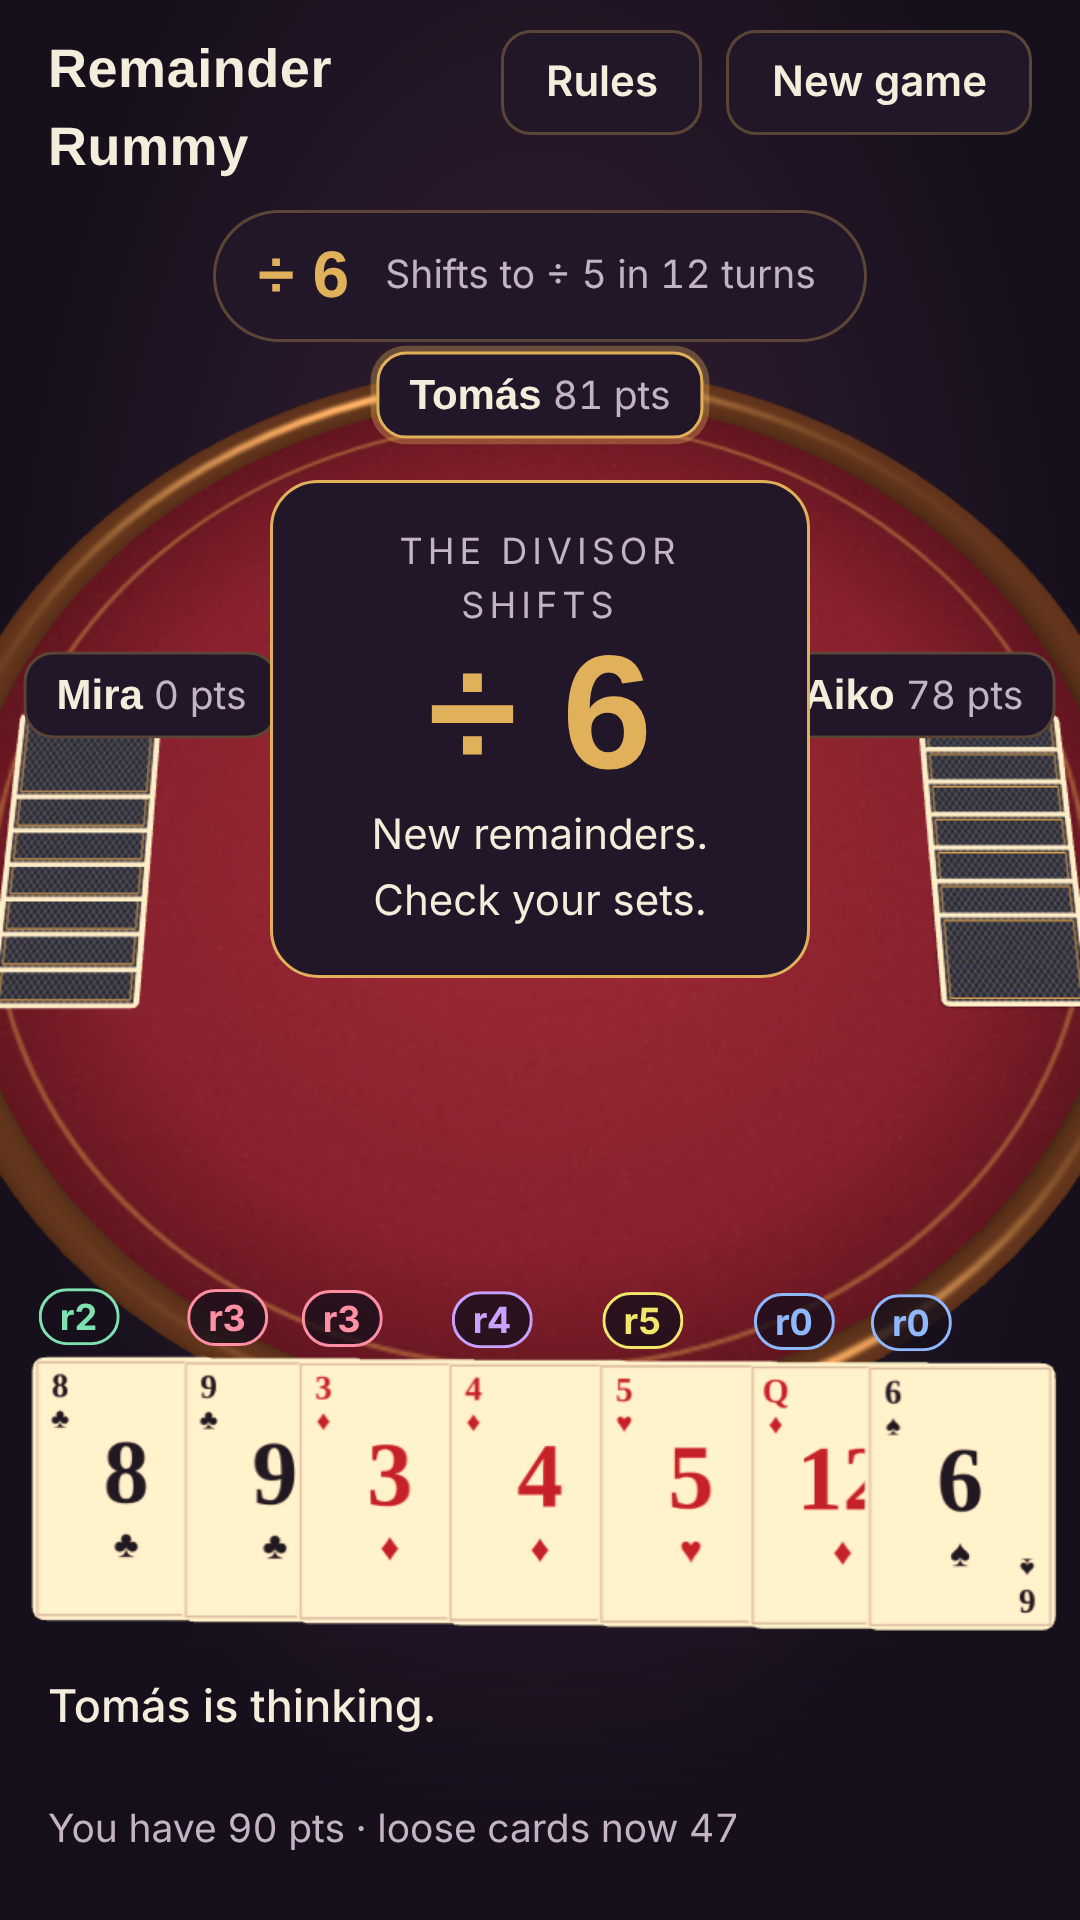 Remainder
Rummy
Rules
New game
÷ 6 Shifts to ÷ 5 in 12 turns
Tomás 81 pts
THE DIVISOR
SHIFTS
÷ 6
New remainders.
Check your sets.
Mira 0 pts
Aiko 78 pts
r2 r3 r3 r4 r5 r0 r0
8♣ 9♣ 3♦ 4♦ 5♥ Q♦ 6♠
8 9 3 4 5 12 6
♣ ♣ ♦ ♦ ♥ ♦ ♠
6♠
Tomás is thinking.
You have 90 pts · loose cards now 47